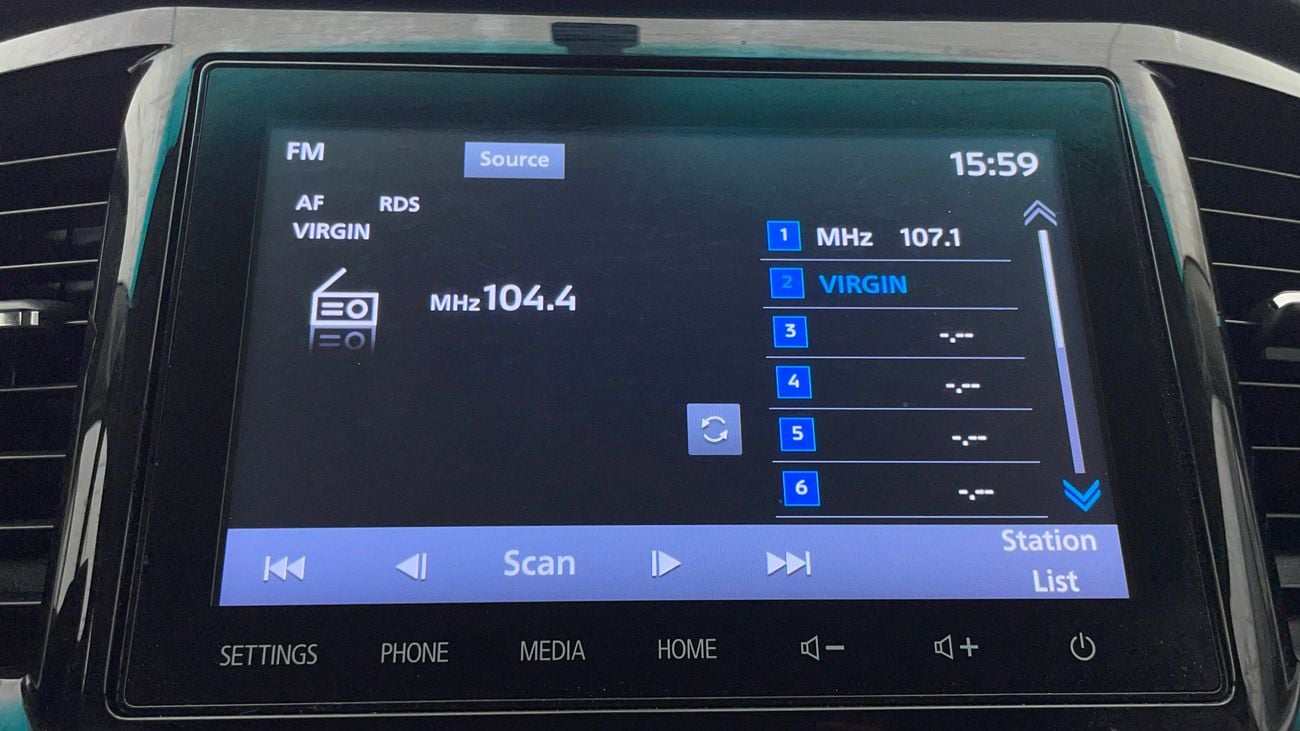 FM
Source
15:59
AF RDS
VIRGIN
MHz 104.4
1 MHz 107.1
2 VIRGIN
3 -.--
4 -.--
5 -.--
6 -.--
Scan
Station
List
SETTINGS PHONE MEDIA HOME - +